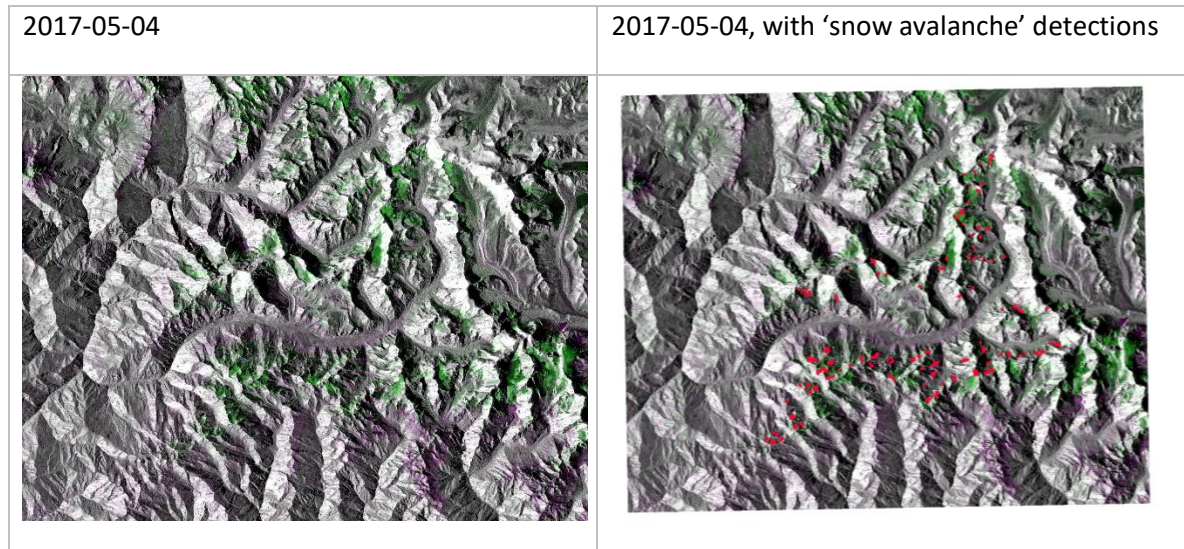 2017-05-04
2017-05-04, with ‘snow avalanche’ detections